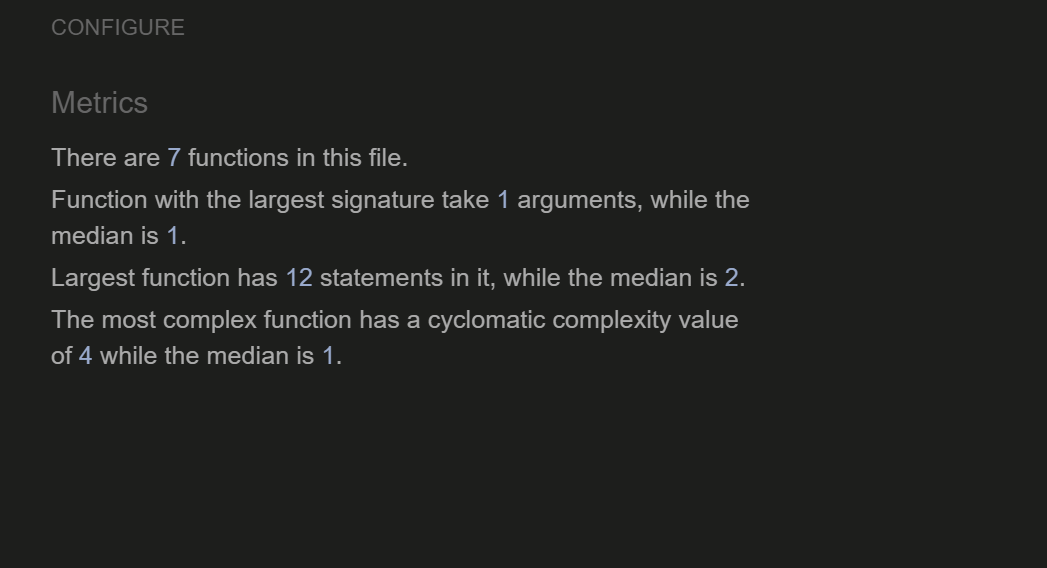 CONFIGURE
Metrics
There are 7 functions in this file.
Function with the largest signature take 1 arguments, while the
median is 1.
Largest function has 12 statements in it, while the median is 2.
The most complex function has a cyclomatic complexity value
of 4 while the median is 1.